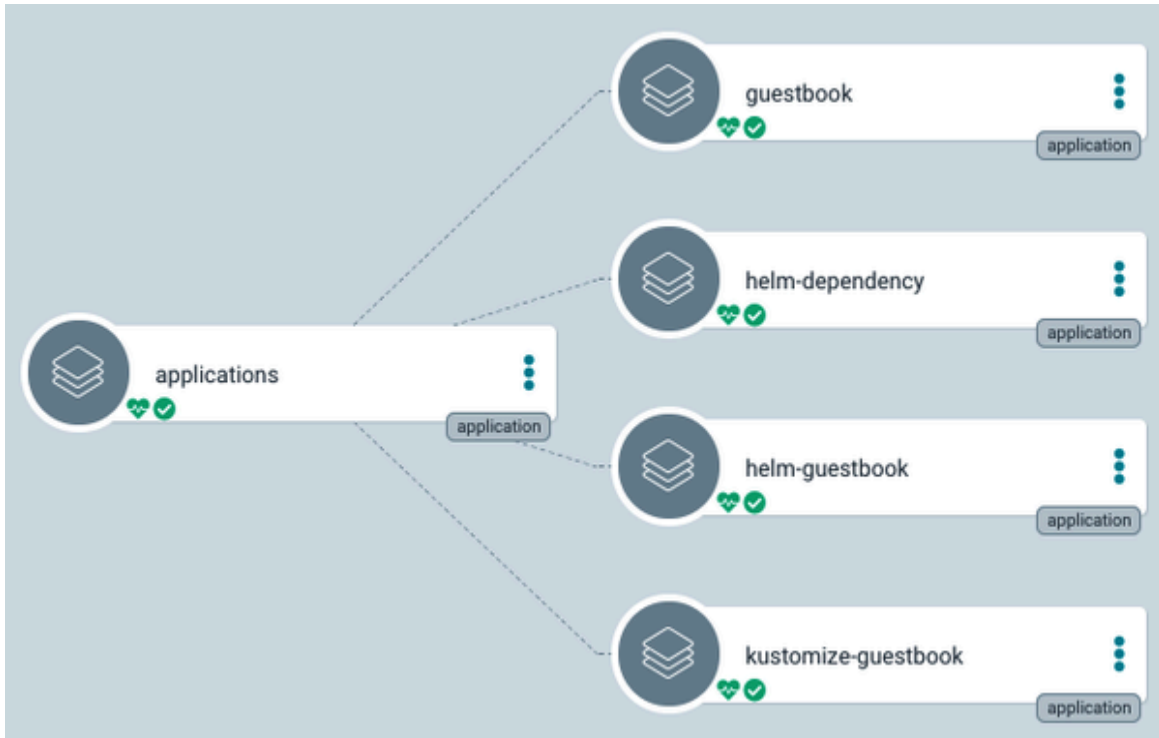 guestbook
application
helm-dependency
application
applications
application
helm-guestbook
application
kustomize-guestbook
application